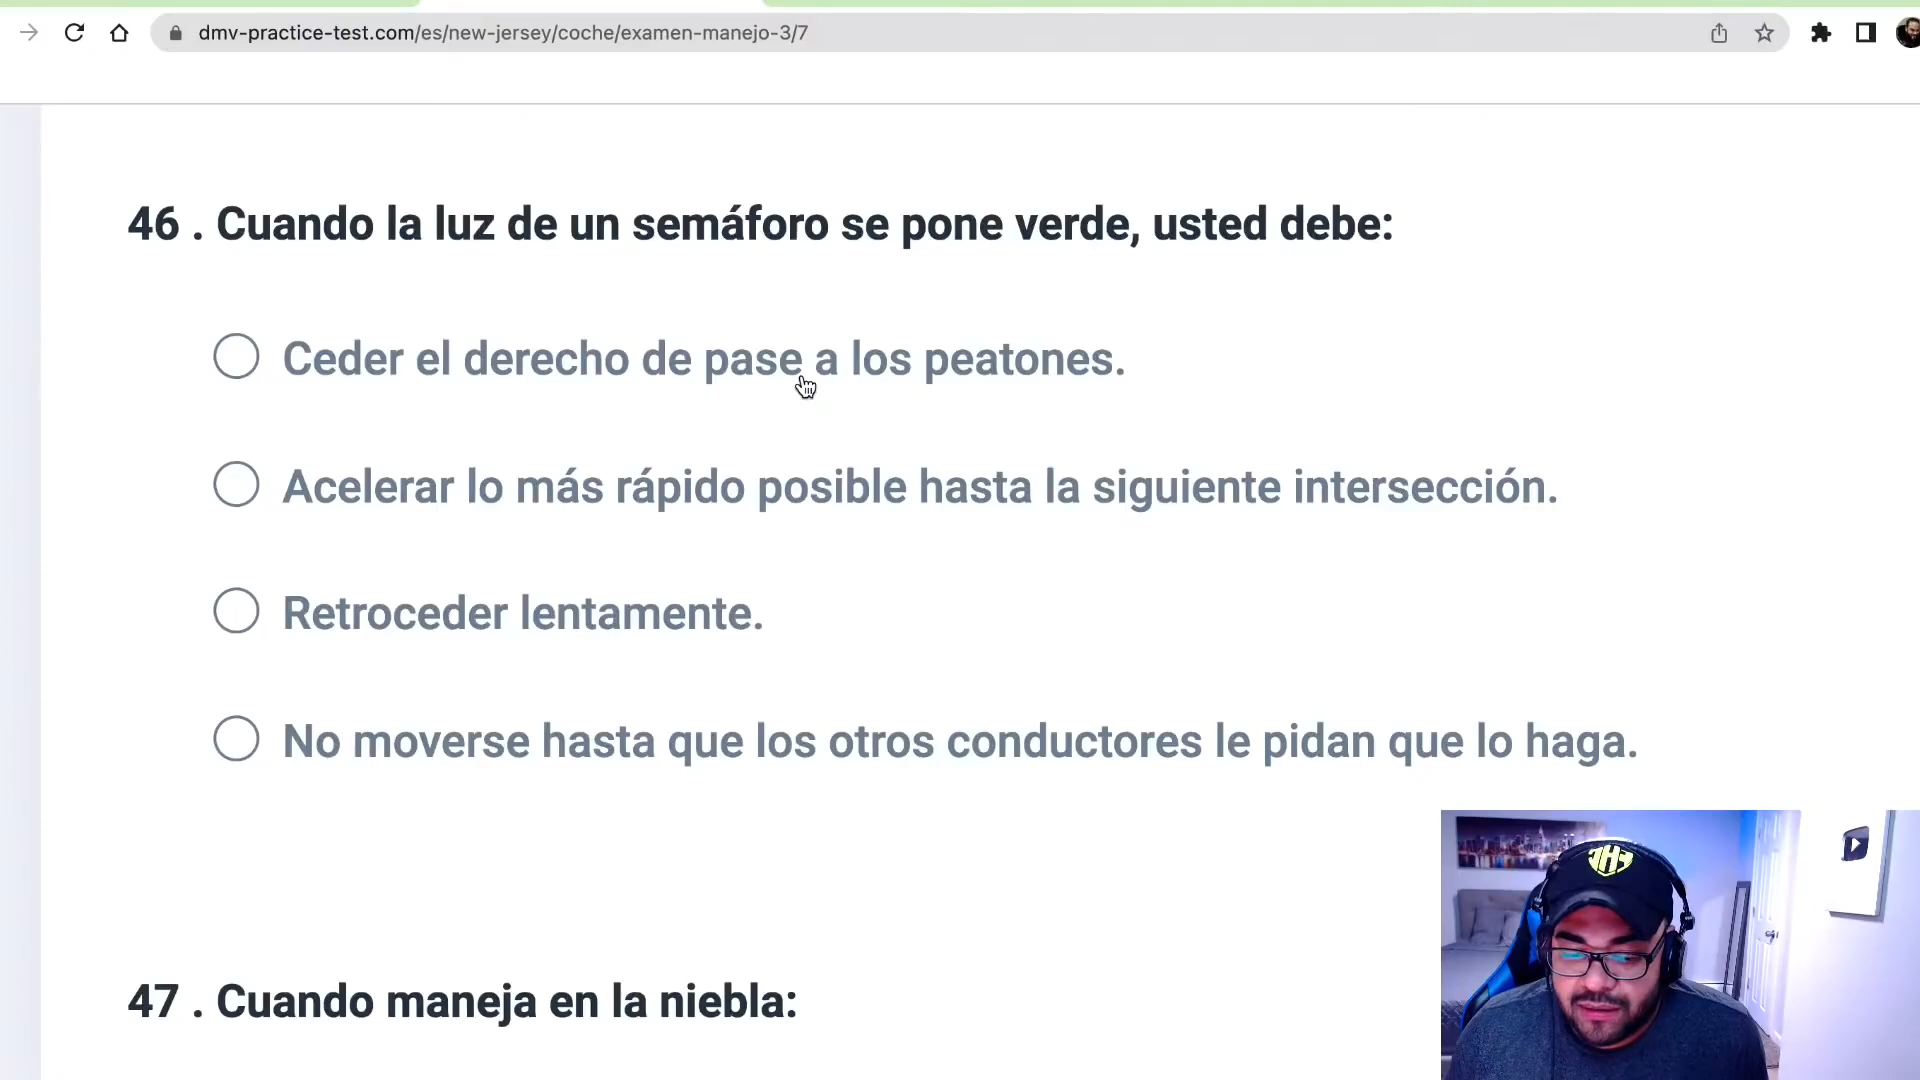 dmv-practice-test.com/es/new-jersey/coche/examen-manejo-3/7
46 . Cuando la luz de un semáforo se pone verde, usted debe:
Ceder el derecho de pase a los peatones.
Acelerar lo más rápido posible hasta la siguiente intersección.
Retroceder lentamente.
No moverse hasta que los otros conductores le pidan que lo haga.
47 . Cuando maneja en la niebla: